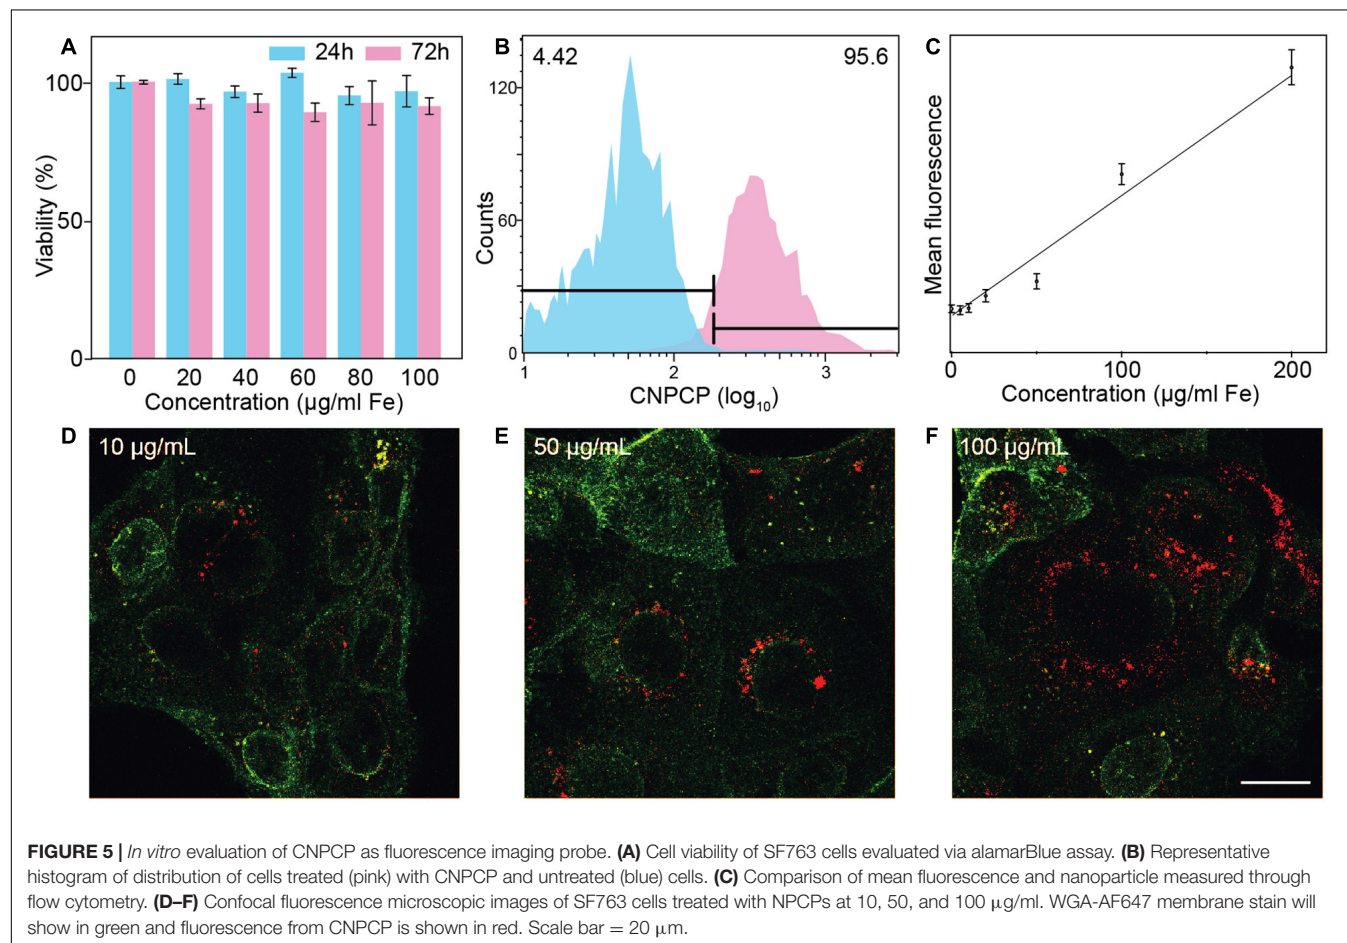 A
24h
72h
100
50
0
Viability (%)
0 20 40 60 80 100
Concentration (µg/ml Fe)
B
4.42
95.6
120
60
0
Counts
1 2 3
CNPCP (log10)
C
Mean fluorescence
0 100 200
Concentration (µg/ml Fe)
D
10 µg/mL
E
50 µg/mL
F
100 µg/mL
FIGURE 5 | In vitro evaluation of CNPCP as fluorescence imaging probe. (A) Cell viability of SF763 cells evaluated via alamarBlue assay. (B) Representative
histogram of distribution of cells treated (pink) with CNPCP and untreated (blue) cells. (C) Comparison of mean fluorescence and nanoparticle measured through
flow cytometry. (D–F) Confocal fluorescence microscopic images of SF763 cells treated with NPCPs at 10, 50, and 100 µg/ml. WGA-AF647 membrane stain will
show in green and fluorescence from CNPCP is shown in red. Scale bar = 20 µm.